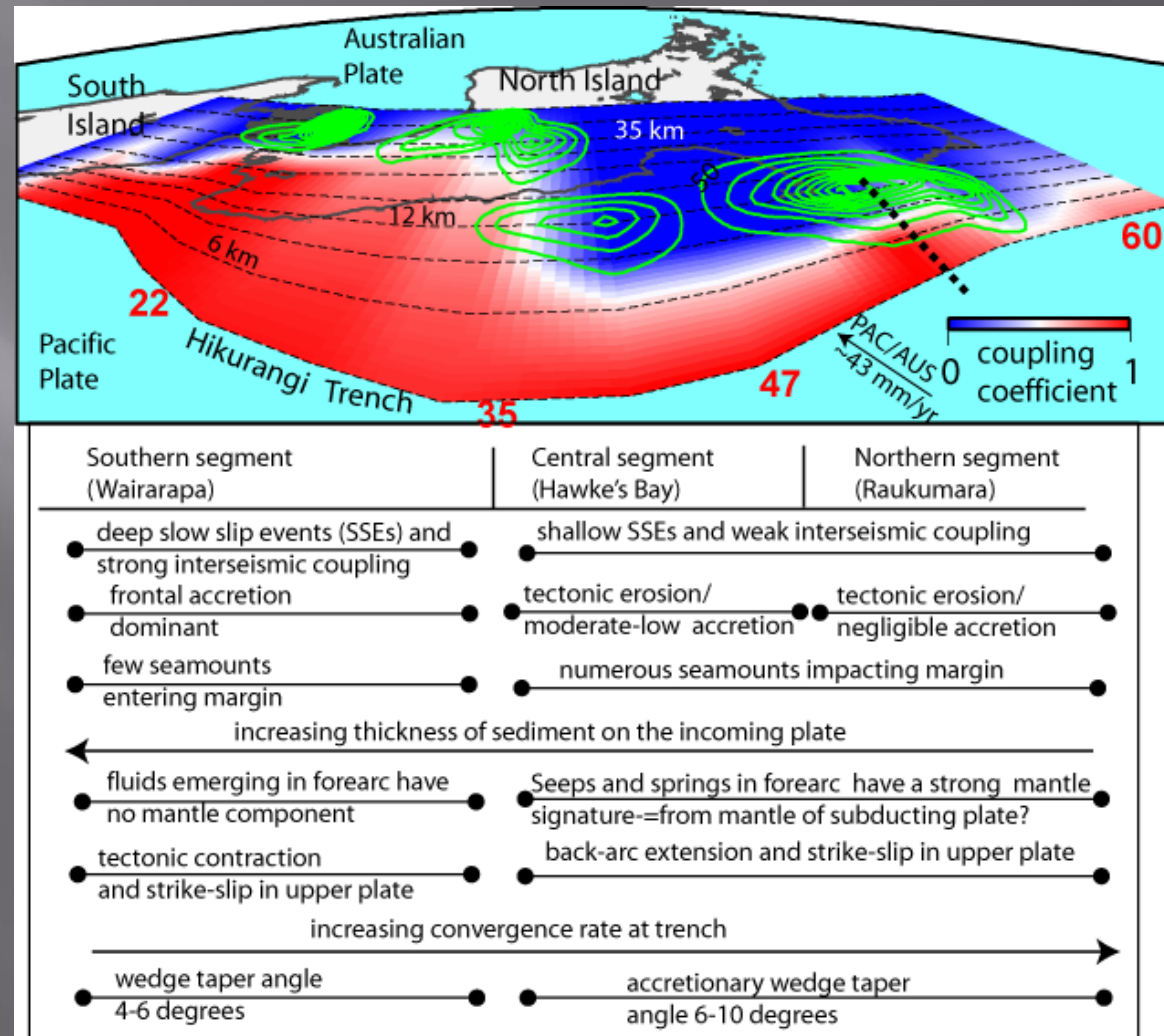 Australian
Plate
South
Island
North Island
35 km
50
12 km
6 km
60
22
Pacific
Plate
Hikurangi Trench
35
47
PAC/AUS
~43 mm/yr
0 coupling 1
coefficient
Southern segment
(Wairarapa)
Central segment
(Hawke's Bay)
Northern segment
(Raukumara)
deep slow slip events (SSEs) and
strong interseismic coupling
shallow SSEs and weak interseismic coupling
frontal accretion
dominant
tectonic erosion/
moderate-low accretion
tectonic erosion/
negligible accretion
few seamounts
entering margin
numerous seamounts impacting margin
increasing thickness of sediment on the incoming plate
fluids emerging in forearc have
no mantle component
Seeps and springs in forearc have a strong mantle
signature-=from mantle of subducting plate?
tectonic contraction
and strike-slip in upper plate
back-arc extension and strike-slip in upper plate
increasing convergence rate at trench
wedge taper angle
4-6 degrees
accretionary wedge taper
angle 6-10 degrees